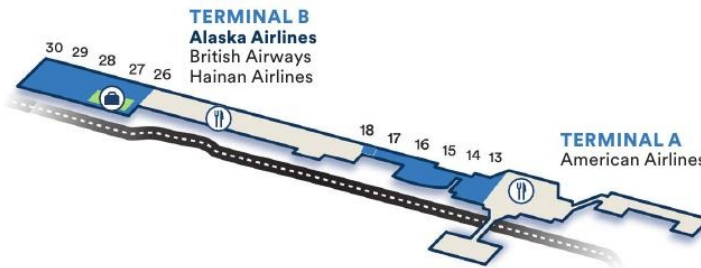 TERMINAL B
Alaska Airlines
British Airways
Hainan Airlines
30 29 28 27 26
18 17 16 15 14 13
TERMINAL A
American Airlines